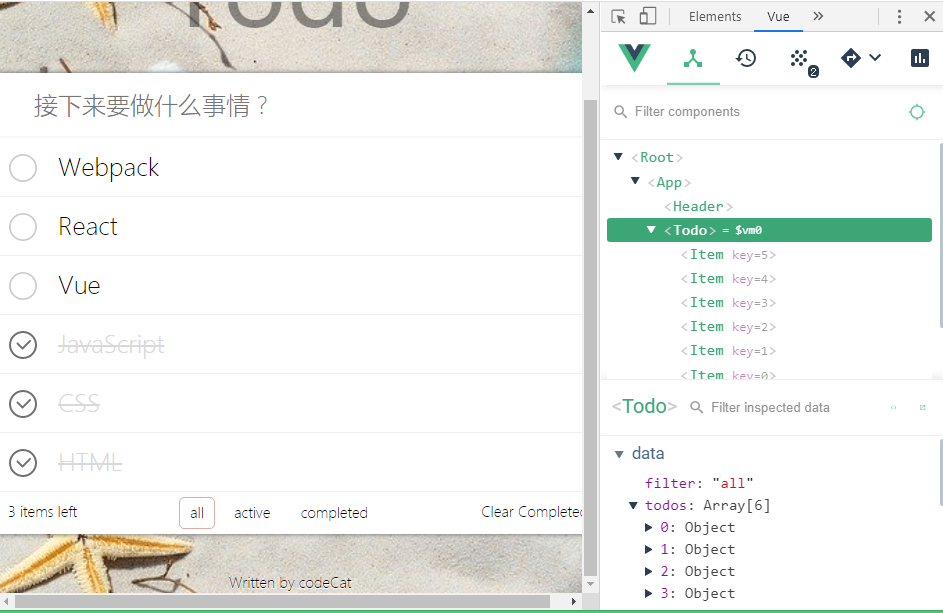 Todo
接下来要做什么事情？
Webpack
React
Vue
JavaScript
CSS
HTML
3 items left
all
active
completed
Clear Completed
Written by codeCat
Elements
Vue
2
Filter components
<Root>
<App>
<Header>
<Todo> = $vm0
<Item key=5>
<Item key=4>
<Item key=3>
<Item key=2>
<Item key=1>
<Item key=0>
<Todo>
Filter inspected data
data
filter: "all"
todos: Array[6]
0: Object
1: Object
2: Object
3: Object